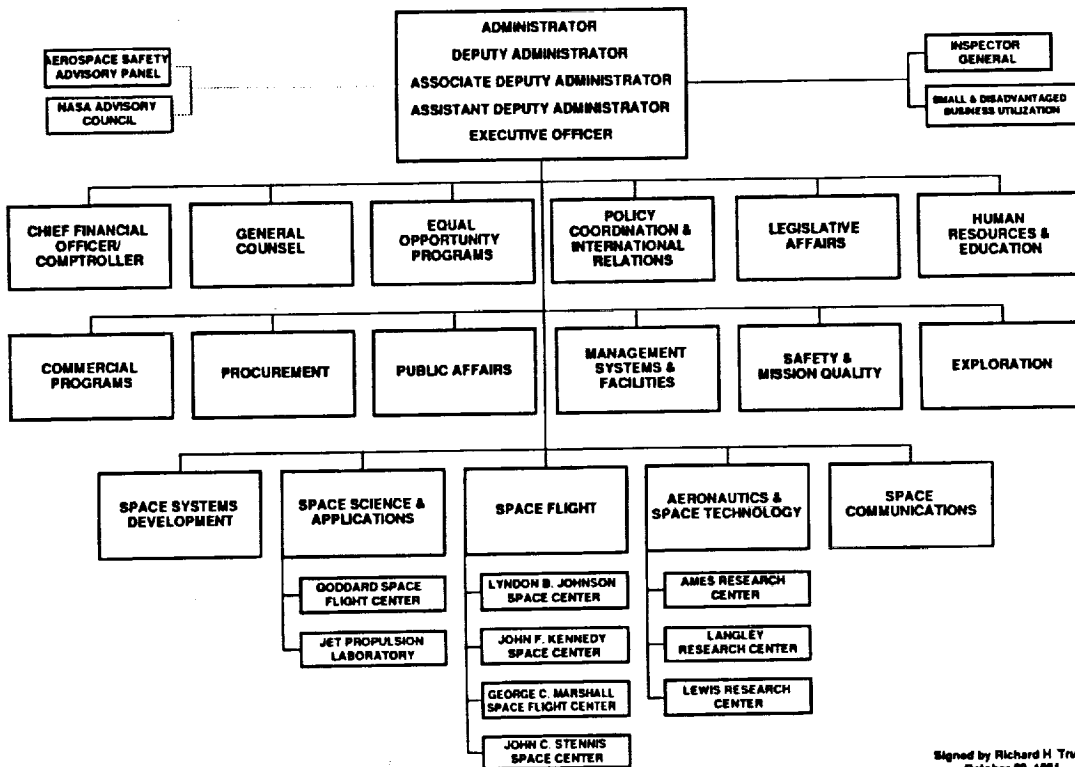 ADMINISTRATOR
DEPUTY ADMINISTRATOR
ASSOCIATE DEPUTY ADMINISTRATOR
ASSISTANT DEPUTY ADMINISTRATOR
EXECUTIVE OFFICER
AEROSPACE SAFETY
ADVISORY PANEL
NASA ADVISORY
COUNCIL
INSPECTOR
GENERAL
SMALL & DISADVANTAGED
BUSINESS UTILIZATION
CHIEF FINANCIAL
OFFICER/
COMPTROLLER
GENERAL
COUNSEL
EQUAL
OPPORTUNITY
PROGRAMS
POLICY
COORDINATION &
INTERNATIONAL
RELATIONS
LEGISLATIVE
AFFAIRS
HUMAN
RESOURCES &
EDUCATION
COMMERCIAL
PROGRAMS
PROCUREMENT
PUBLIC AFFAIRS
MANAGEMENT
SYSTEMS &
FACILITIES
SAFETY &
MISSION QUALITY
EXPLORATION
SPACE SYSTEMS
DEVELOPMENT
SPACE SCIENCE &
APPLICATIONS
SPACE FLIGHT
AERONAUTICS &
SPACE TECHNOLOGY
SPACE
COMMUNICATIONS
GODDARD SPACE
FLIGHT CENTER
JET PROPULSION
LABORATORY
LYNDON B. JOHNSON
SPACE CENTER
JOHN F. KENNEDY
SPACE CENTER
GEORGE C. MARSHALL
SPACE FLIGHT CENTER
JOHN C. STENNIS
SPACE CENTER
AMES RESEARCH
CENTER
LANGLEY
RESEARCH CENTER
LEWIS RESEARCH
CENTER
Signed by Richard H Tru
October